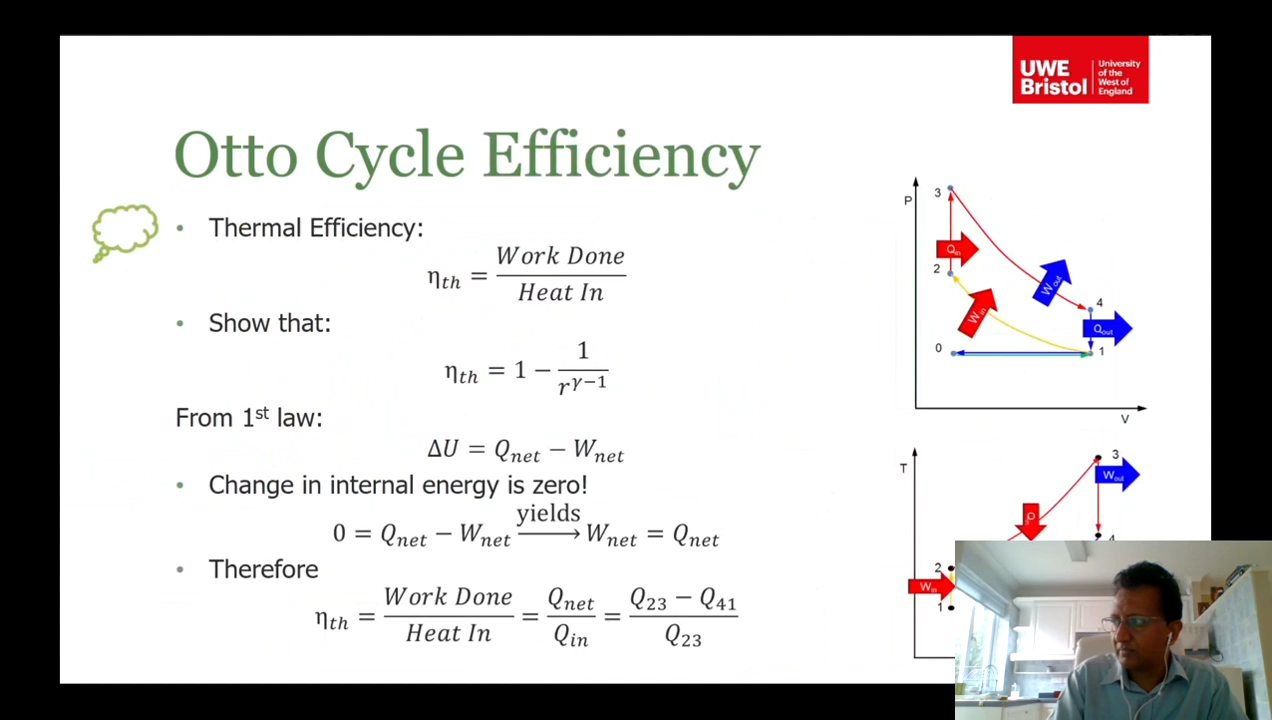 UWE Bristol
University of the West of England
Otto Cycle Efficiency
• Thermal Efficiency:
η_th = Work Done / Heat In
• Show that:
η_th = 1 − 1 / r^(γ−1)
From 1st law:
ΔU = Q_net − W_net
• Change in internal energy is zero!
0 = Q_net − W_net yields → W_net = Q_net
• Therefore
η_th = Work Done / Heat In = Q_net / Q_in = (Q_23 − Q_41) / Q_23
P
3
Q_in
2
W_in
W_out
4
Q_out
0
1
V
T
3
W_out
4
2
W_in
1